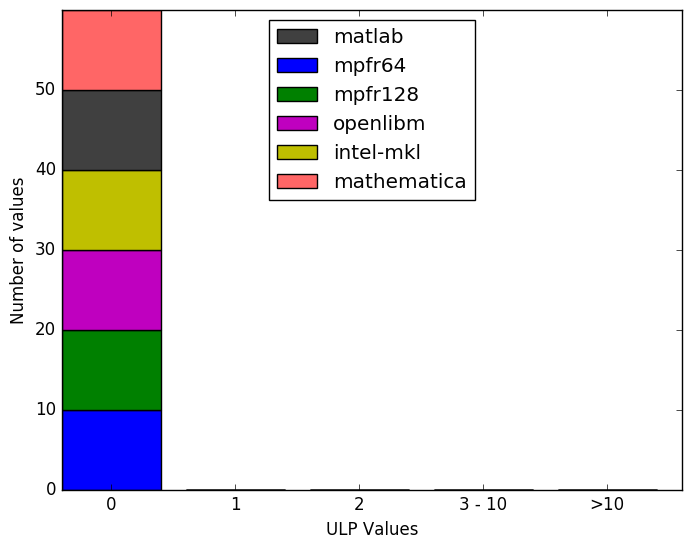 matlab
mpfr64
mpfr128
openlibm
intel-mkl
mathematica
Number of values
50
40
30
20
10
0
0 1 2 3 - 10 >10
ULP Values